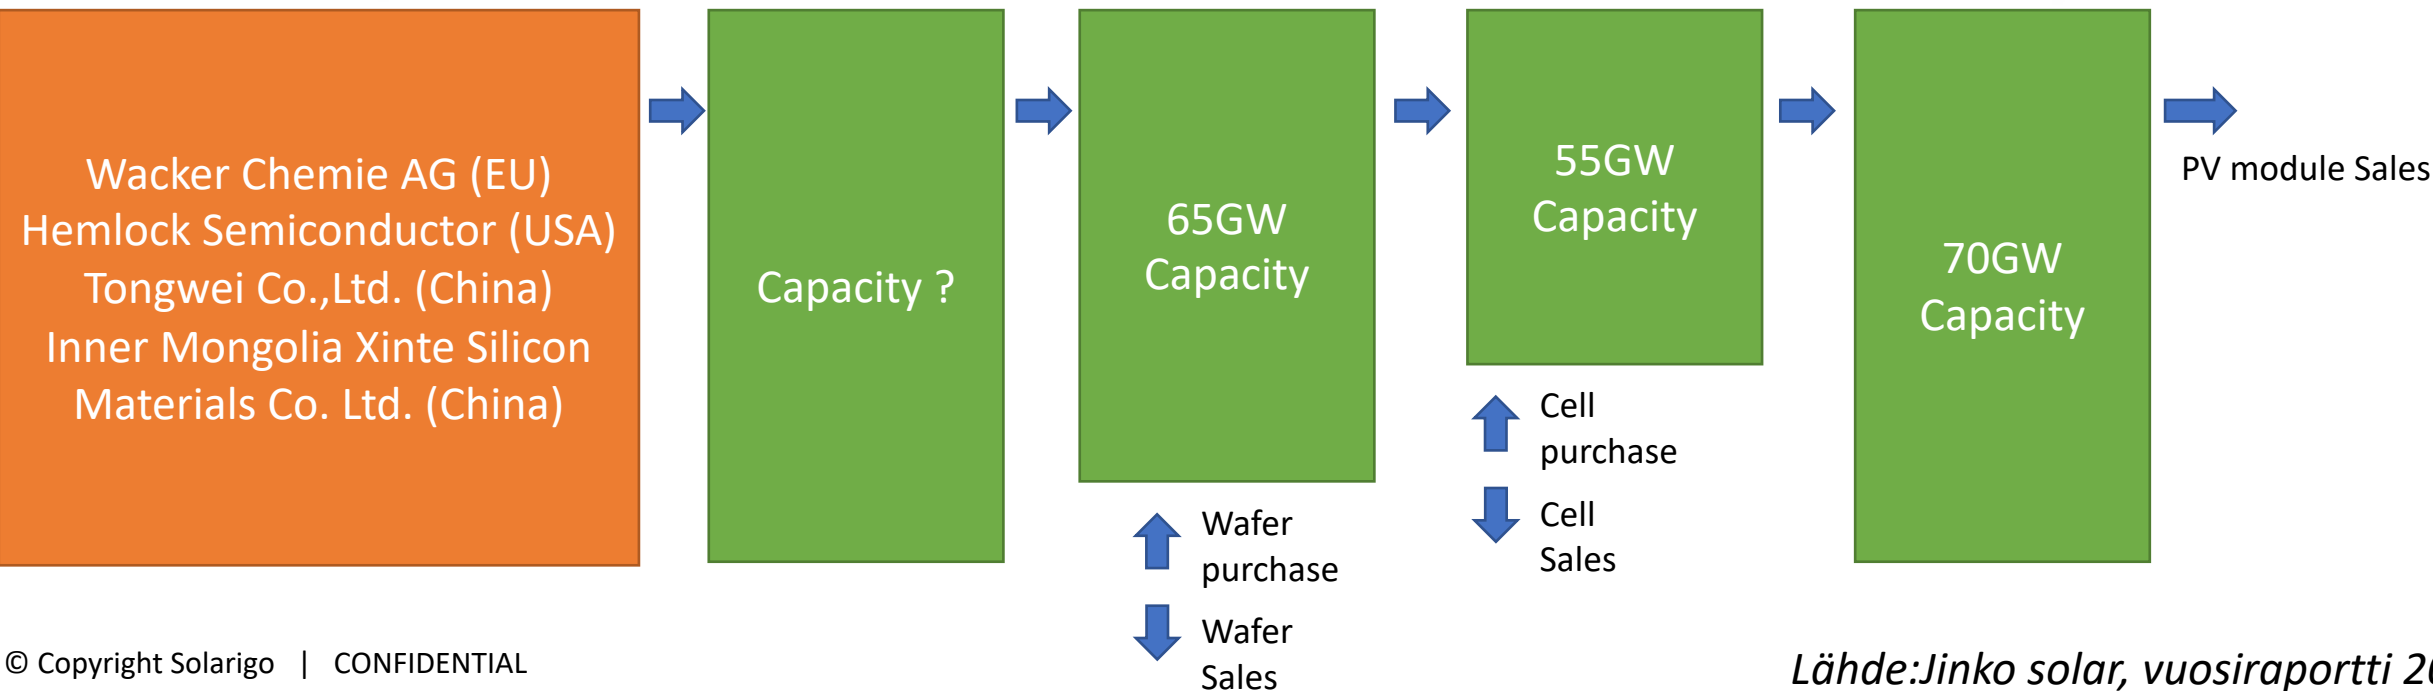 Wacker Chemie AG (EU)
Hemlock Semiconductor (USA)
Tongwei Co.,Ltd. (China)
Inner Mongolia Xinte Silicon
Materials Co. Ltd. (China)
Capacity ?
65GW
Capacity
55GW
Capacity
70GW
Capacity
PV module Sales
Wafer
purchase
Wafer
Sales
Cell
purchase
Cell
Sales
© Copyright Solarigo | CONFIDENTIAL
Lähde:Jinko solar, vuosiraportti